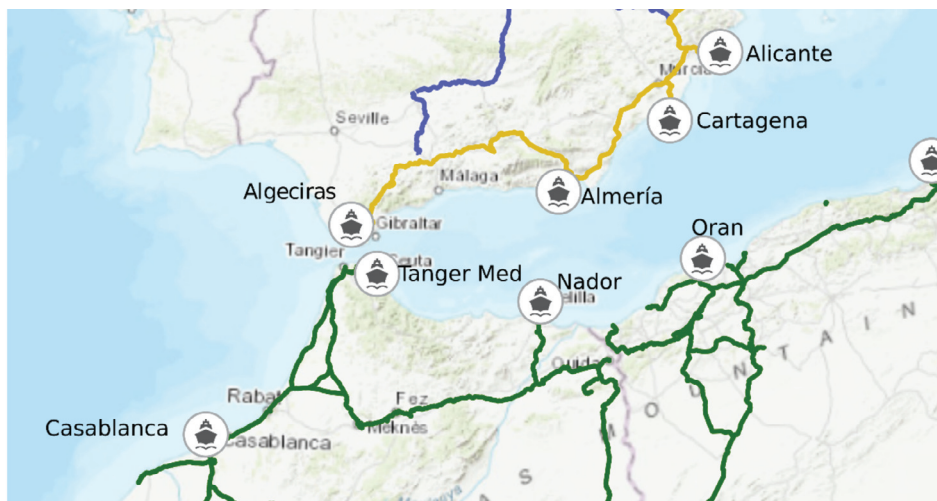 Alicante
Murcia
Cartagena
Seville
Málaga
Algeciras
Almería
Gibraltar
Oran
Tangier
Ceuta
Tanger Med
Nador
elilla
Oujda
Rabat
Fez
Meknès
Casablanca
Casablanca
M O U N T A I N
A S